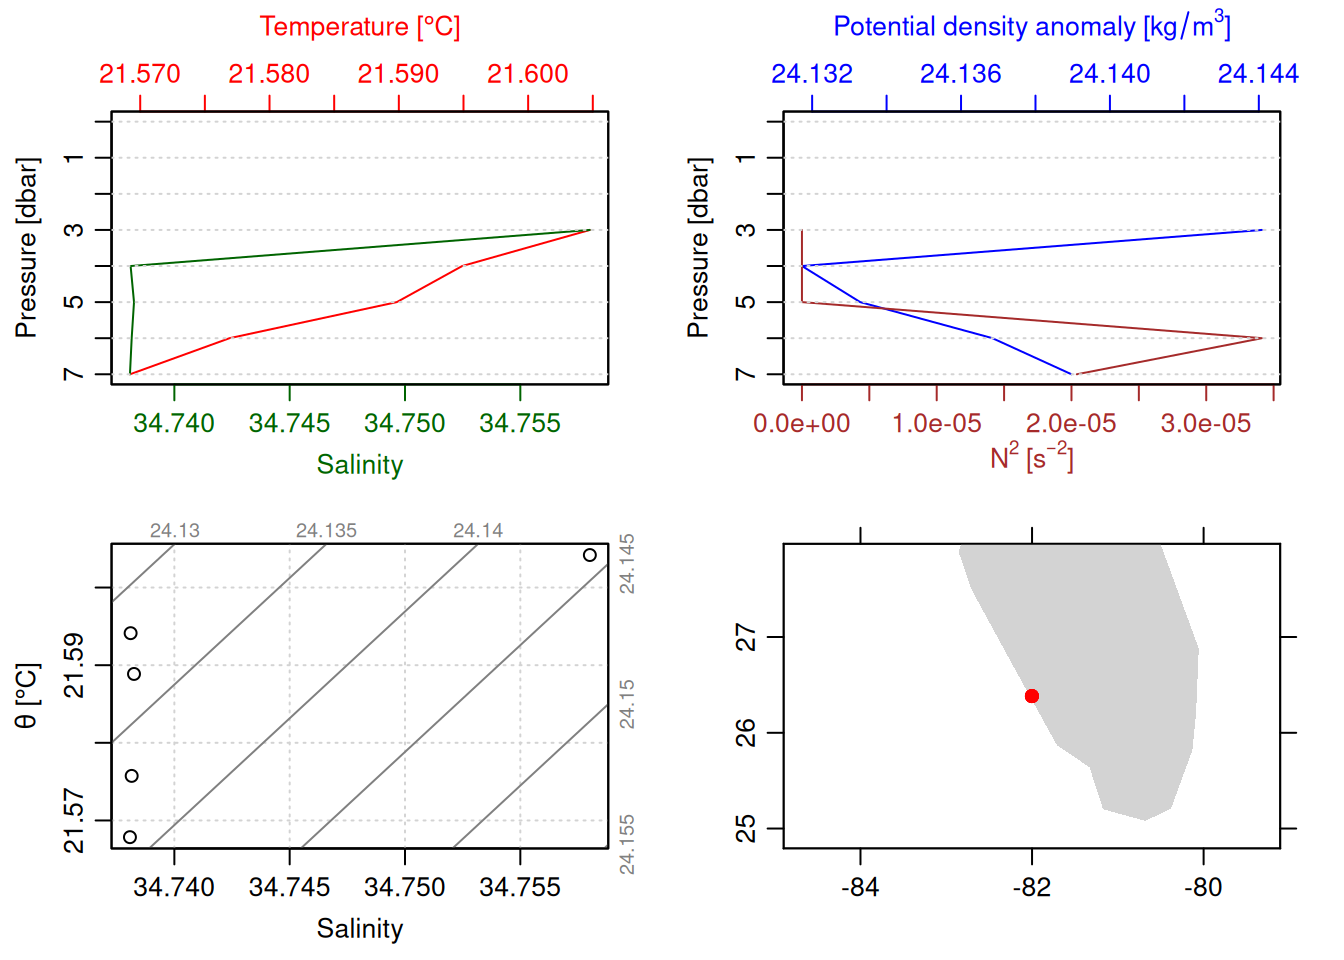 Temperature [°C]
21.570 21.580 21.590 21.600
Pressure [dbar]
1
3
5
7
34.740 34.745 34.750 34.755
Salinity
Potential density anomaly [kg/m³]
24.132 24.136 24.140 24.144
Pressure [dbar]
1
3
5
7
0.0e+00 1.0e-05 2.0e-05 3.0e-05
N² [s⁻²]
24.13 24.135 24.14
24.145
24.15
24.155
θ [°C]
21.59
21.57
34.740 34.745 34.750 34.755
Salinity
27
26
25
-84 -82 -80